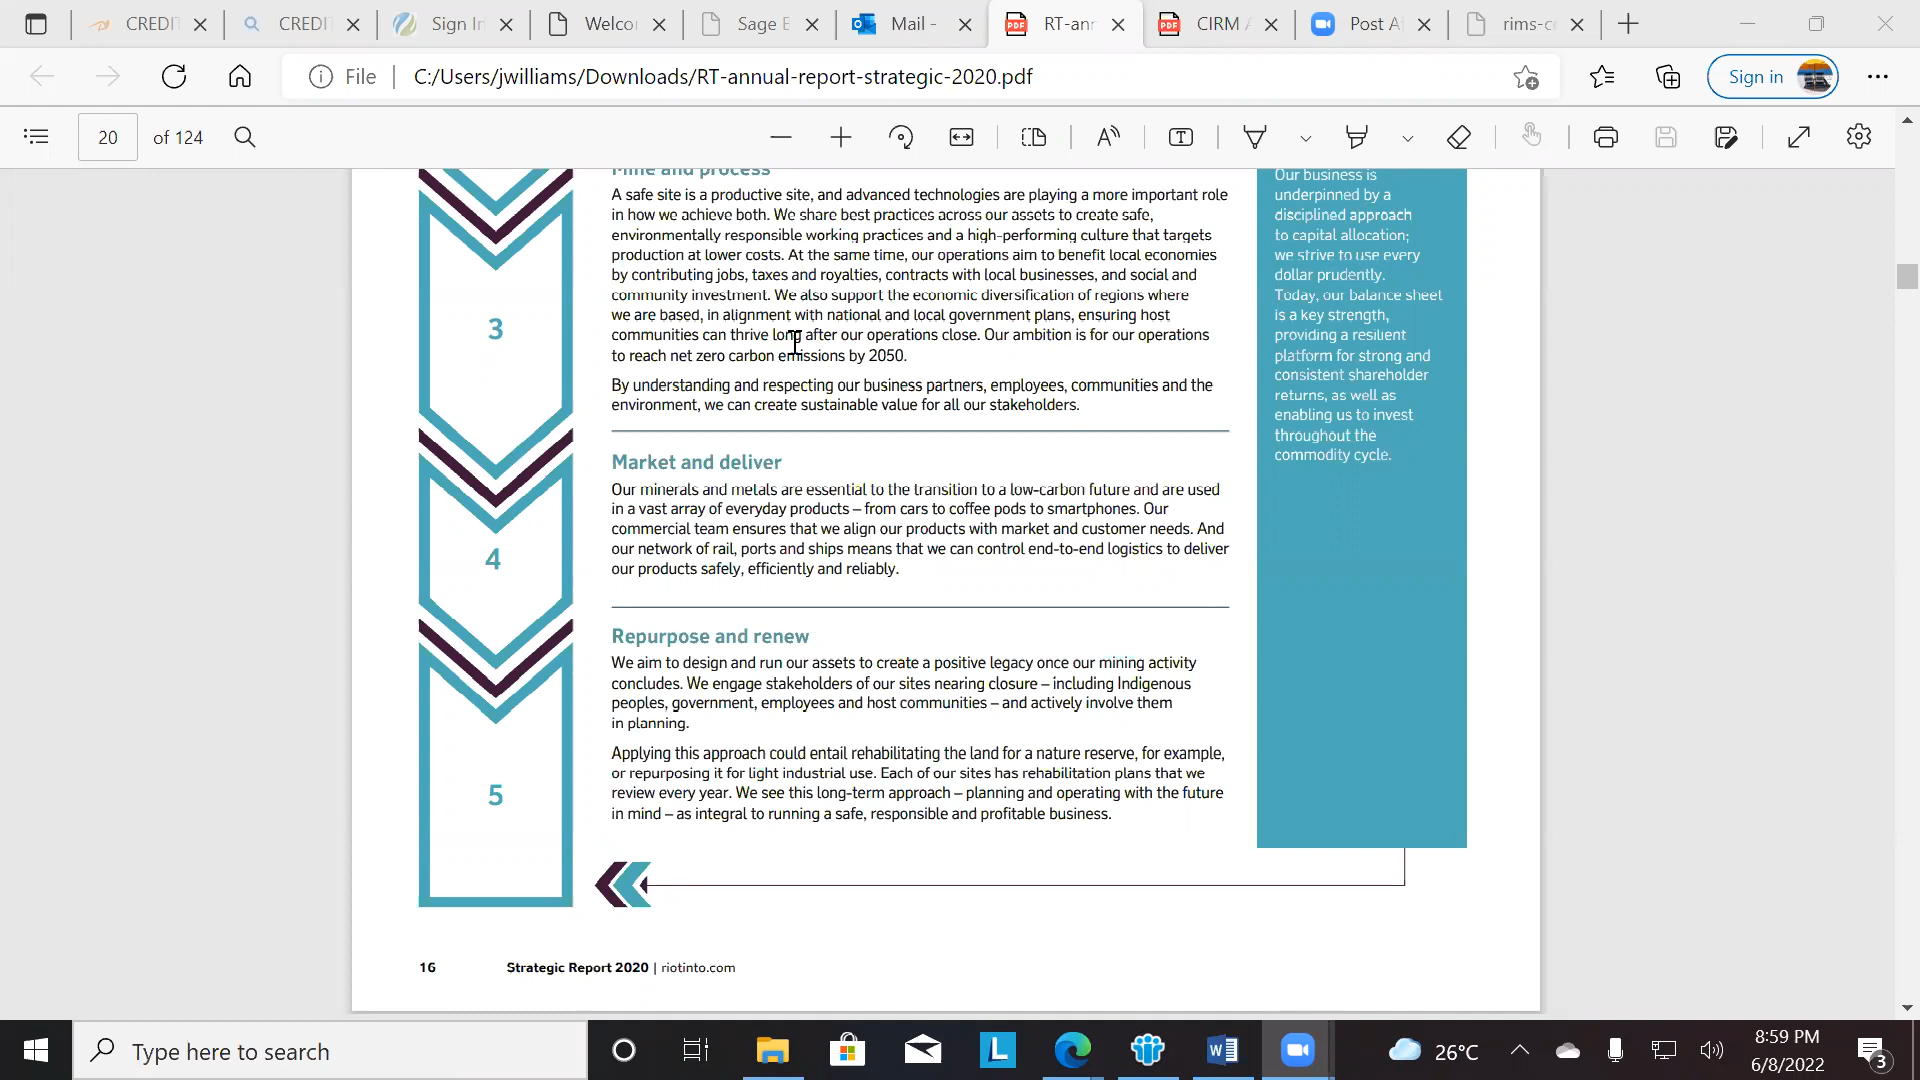 CREDI
CREDI
Sign In
Welco
Sage E
Mail -
RT-ann
CIRM A
Post A
rims-c
File
C:/Users/jwilliams/Downloads/RT-annual-report-strategic-2020.pdf
Sign in
20
of 124
Mine and process
A safe site is a productive site, and advanced technologies are playing a more important role
in how we achieve both. We share best practices across our assets to create safe,
environmentally responsible working practices and a high-performing culture that targets
production at lower costs. At the same time, our operations aim to benefit local economies
by contributing jobs, taxes and royalties, contracts with local businesses, and social and
community investment. We also support the economic diversification of regions where
we are based, in alignment with national and local government plans, ensuring host
communities can thrive long after our operations close. Our ambition is for our operations
to reach net zero carbon emissions by 2050.
By understanding and respecting our business partners, employees, communities and the
environment, we can create sustainable value for all our stakeholders.
3
Market and deliver
Our minerals and metals are essential to the transition to a low-carbon future and are used
in a vast array of everyday products – from cars to coffee pods to smartphones. Our
commercial team ensures that we align our products with market and customer needs. And
our network of rail, ports and ships means that we can control end-to-end logistics to deliver
our products safely, efficiently and reliably.
4
Repurpose and renew
We aim to design and run our assets to create a positive legacy once our mining activity
concludes. We engage stakeholders of our sites nearing closure – including Indigenous
peoples, government, employees and host communities – and actively involve them
in planning.
Applying this approach could entail rehabilitating the land for a nature reserve, for example,
or repurposing it for light industrial use. Each of our sites has rehabilitation plans that we
review every year. We see this long-term approach – planning and operating with the future
in mind – as integral to running a safe, responsible and profitable business.
5
Our business is
underpinned by a
disciplined approach
to capital allocation;
we strive to use every
dollar prudently.
Today, our balance sheet
is a key strength,
providing a resilient
platform for strong and
consistent shareholder
returns, as well as
enabling us to invest
throughout the
commodity cycle.
16
Strategic Report 2020 | riotinto.com
Type here to search
26°C
8:59 PM
6/8/2022
3